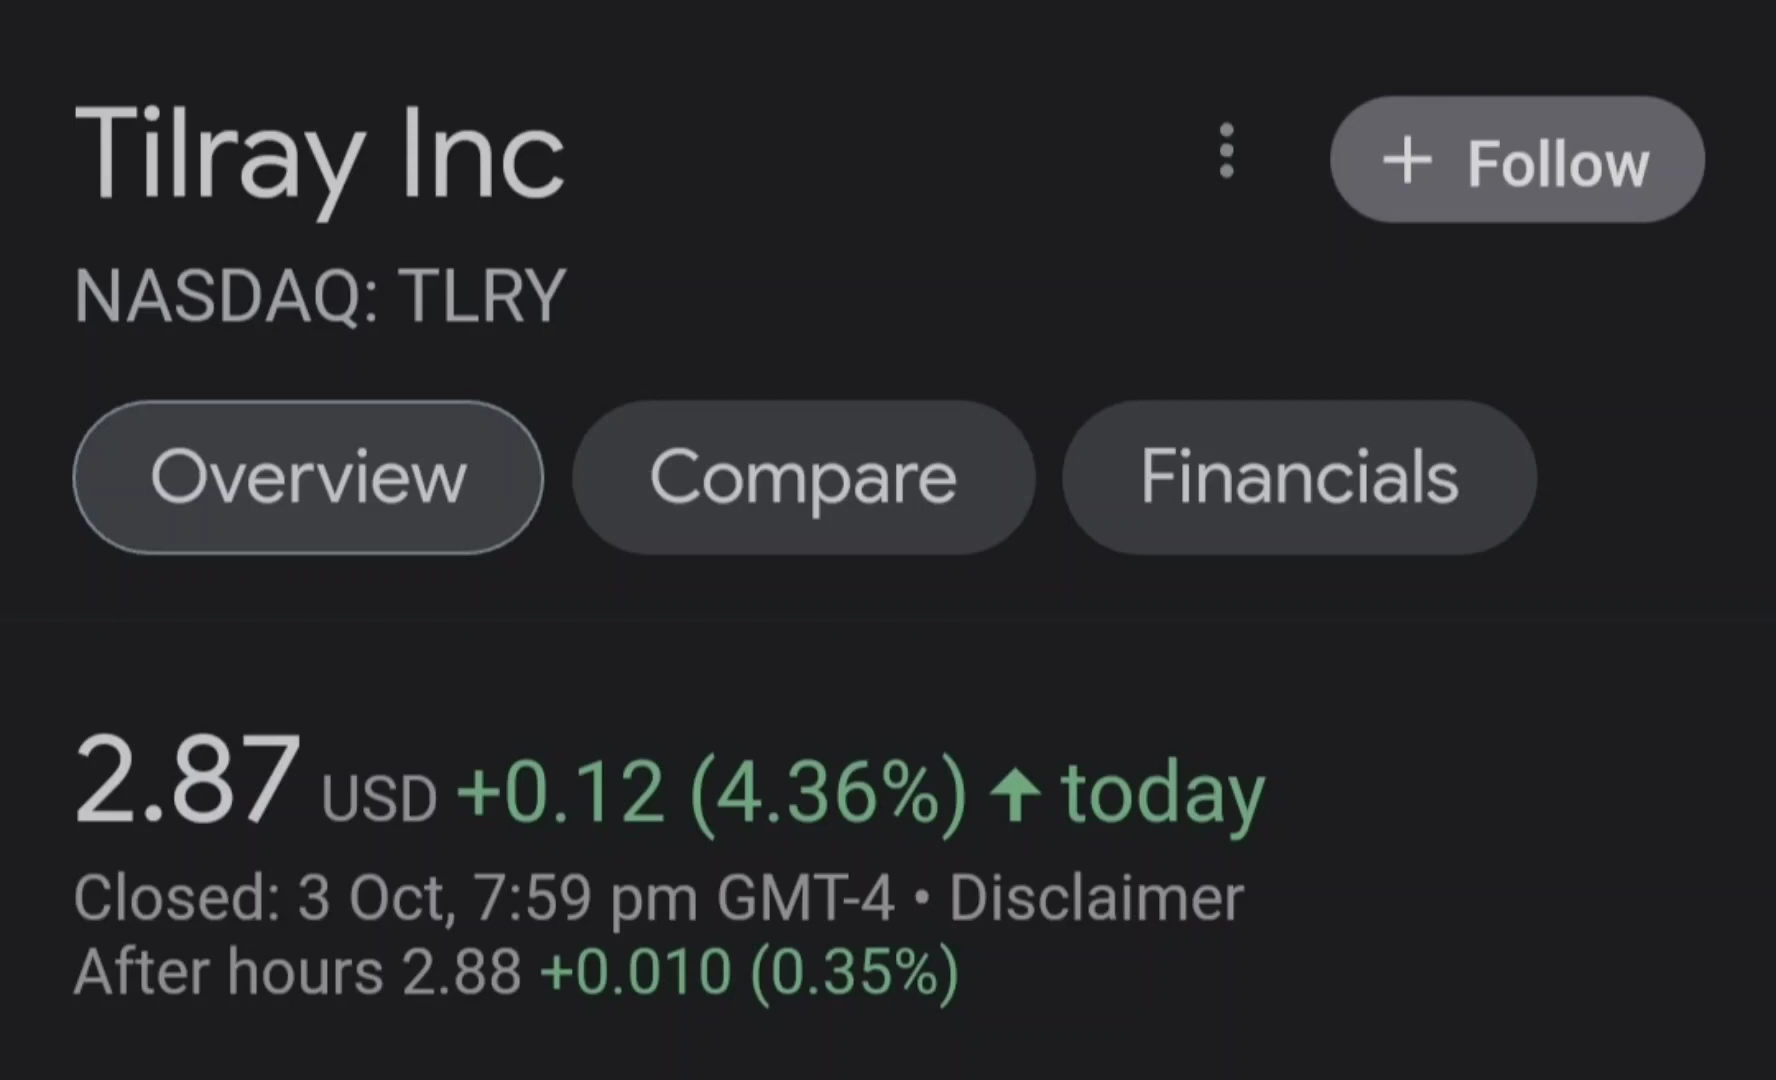 Tilray Inc
+ Follow
NASDAQ: TLRY
Overview
Compare
Financials
2.87 USD +0.12 (4.36%) ↑ today
Closed: 3 Oct, 7:59 pm GMT-4 • Disclaimer
After hours 2.88 +0.010 (0.35%)